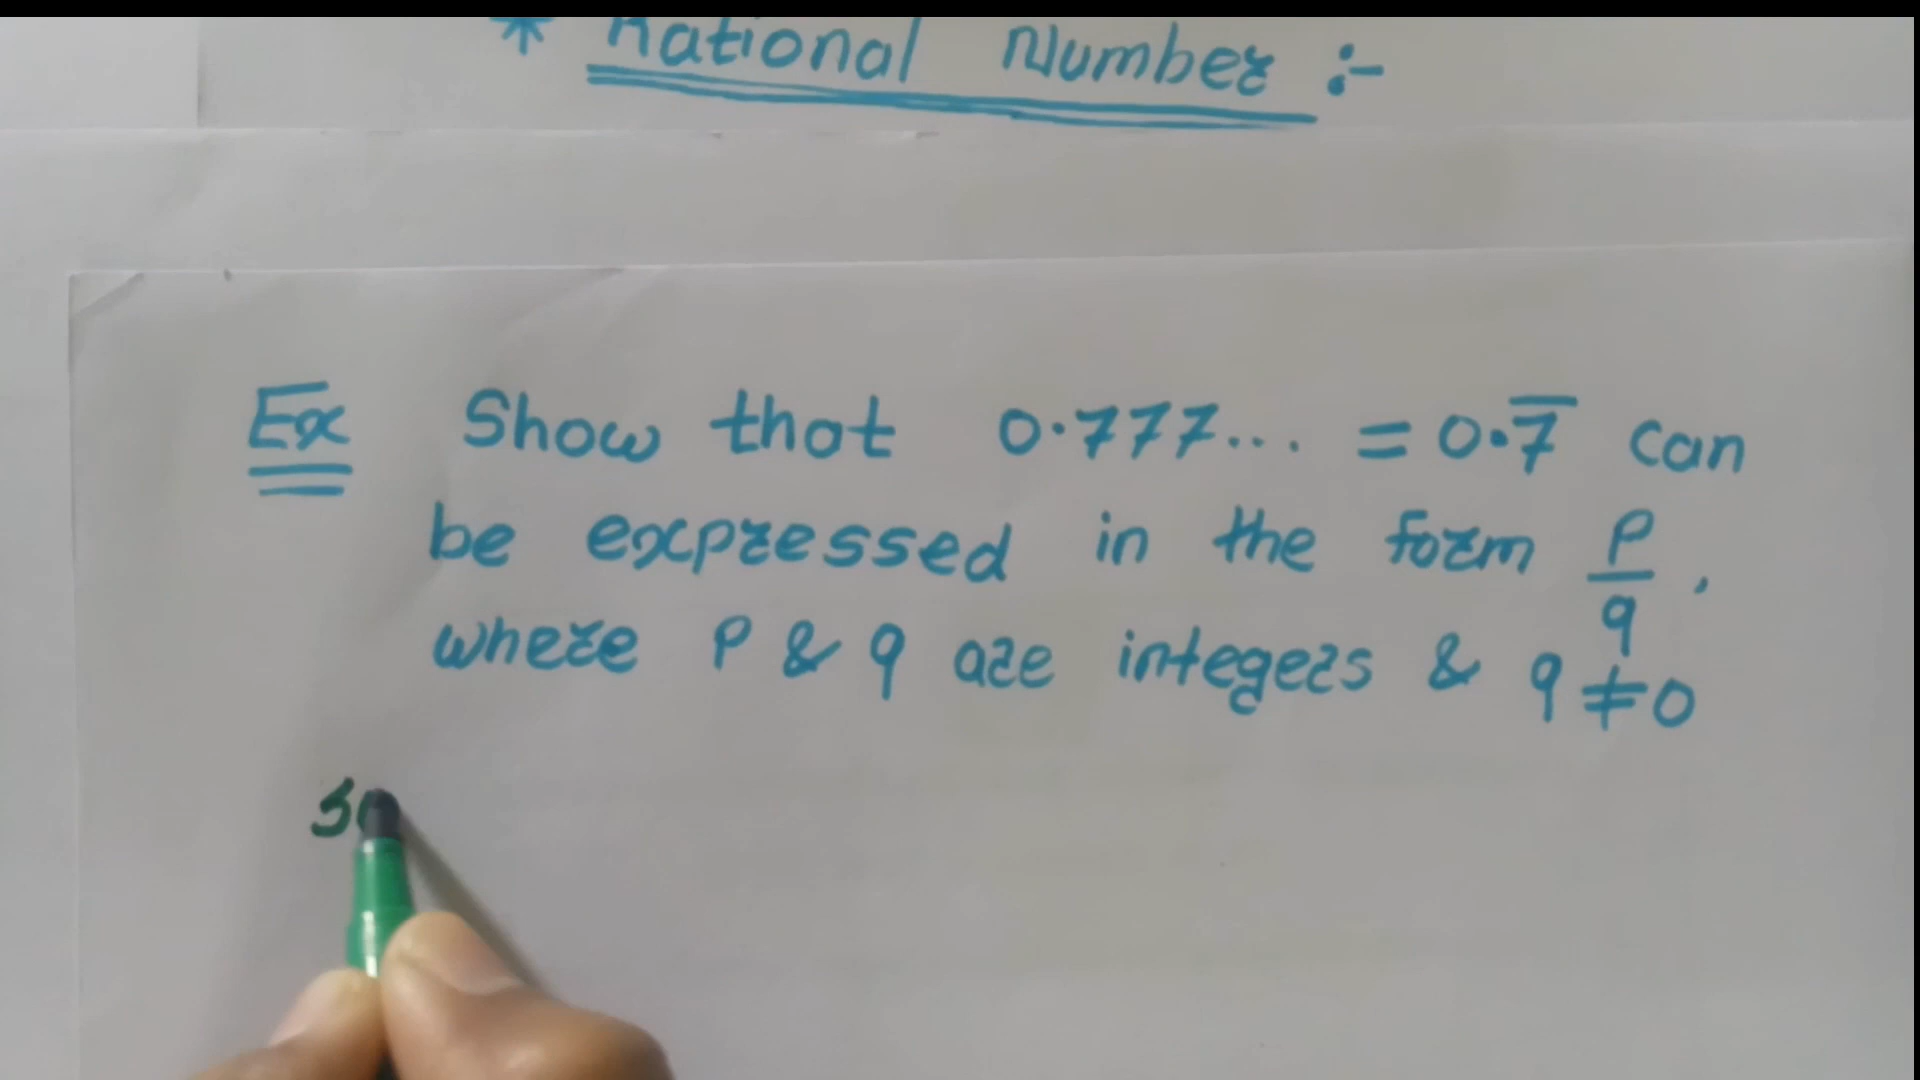 * Rational Number :-
Ex Show that 0.777... = 0.7̅ can
be expressed in the form p/q ,
where p & q are integers & q ≠ 0
So